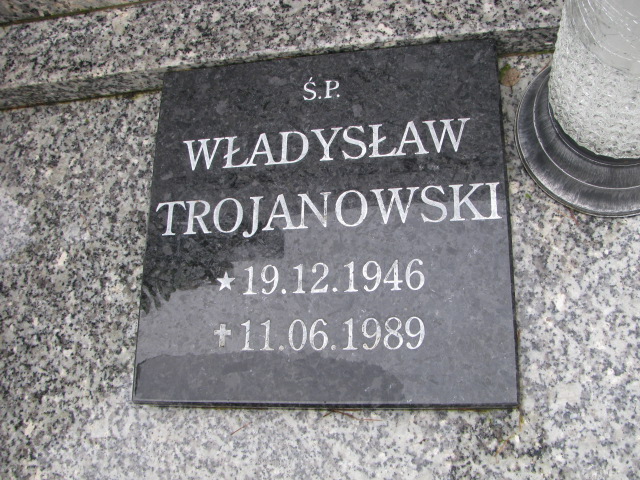 Ś.P.
WŁADYSŁAW
TROJANOWSKI
★19.12.1946
✝11.06.1989